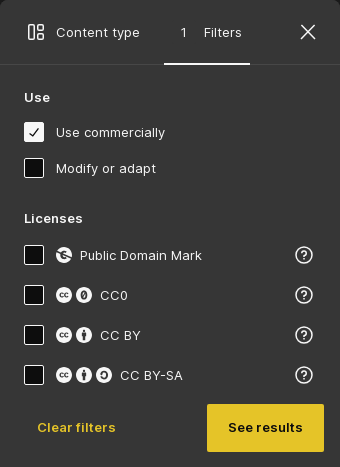 Content type
1 Filters
Use
Use commercially
Modify or adapt
Licenses
Public Domain Mark
CC0
CC BY
CC BY-SA
Clear filters
See results